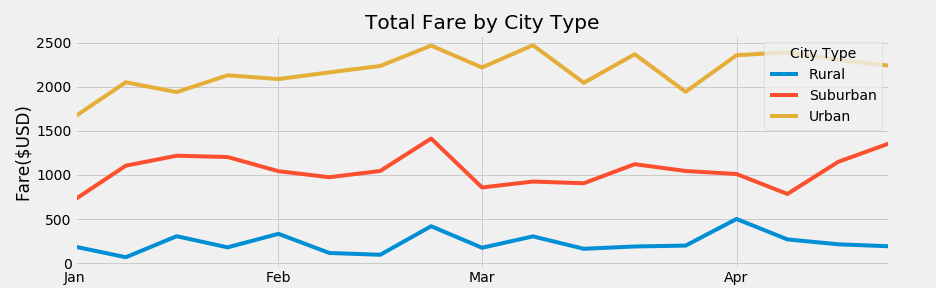 Total Fare by City Type
Fare($USD)
2500
2000
1500
1000
500
0
Jan
Feb
Mar
Apr
City Type
Rural
Suburban
Urban